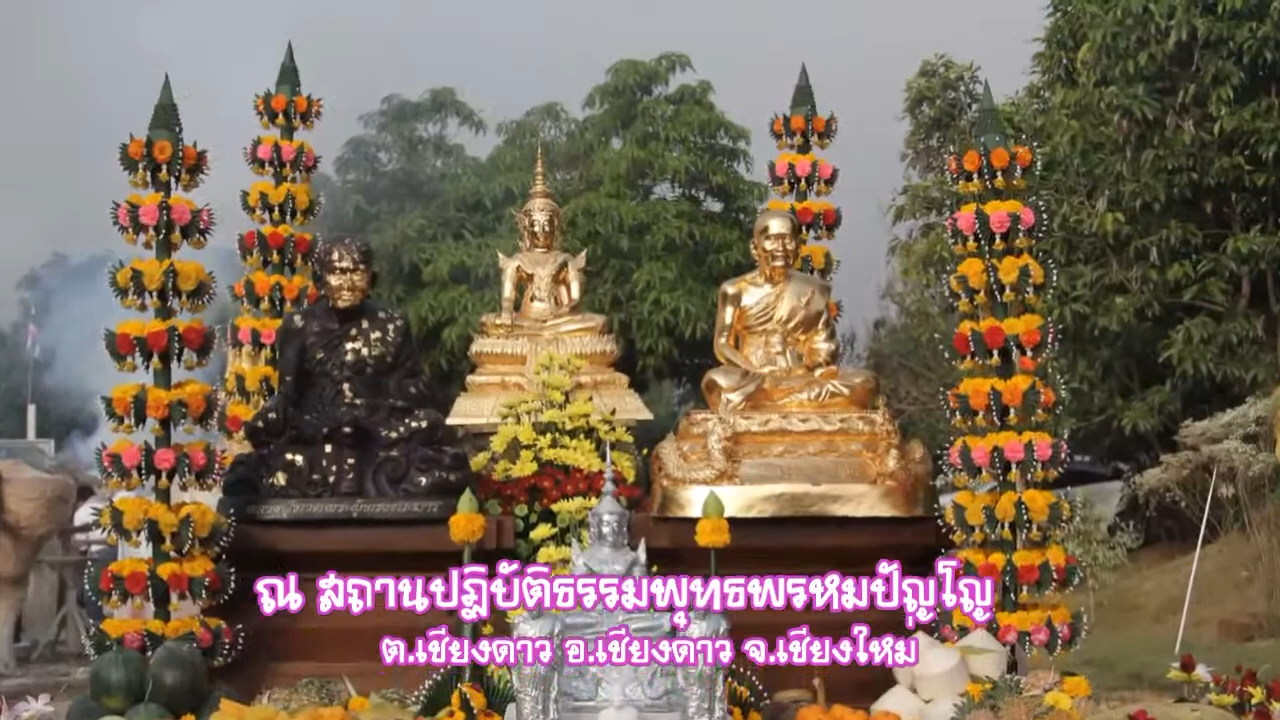 ณ สถานปฏิบัติธรรมพุทธพรหมปัญโญ
ต.เชียงดาว อ.เชียงดาว จ.เชียงใหม่